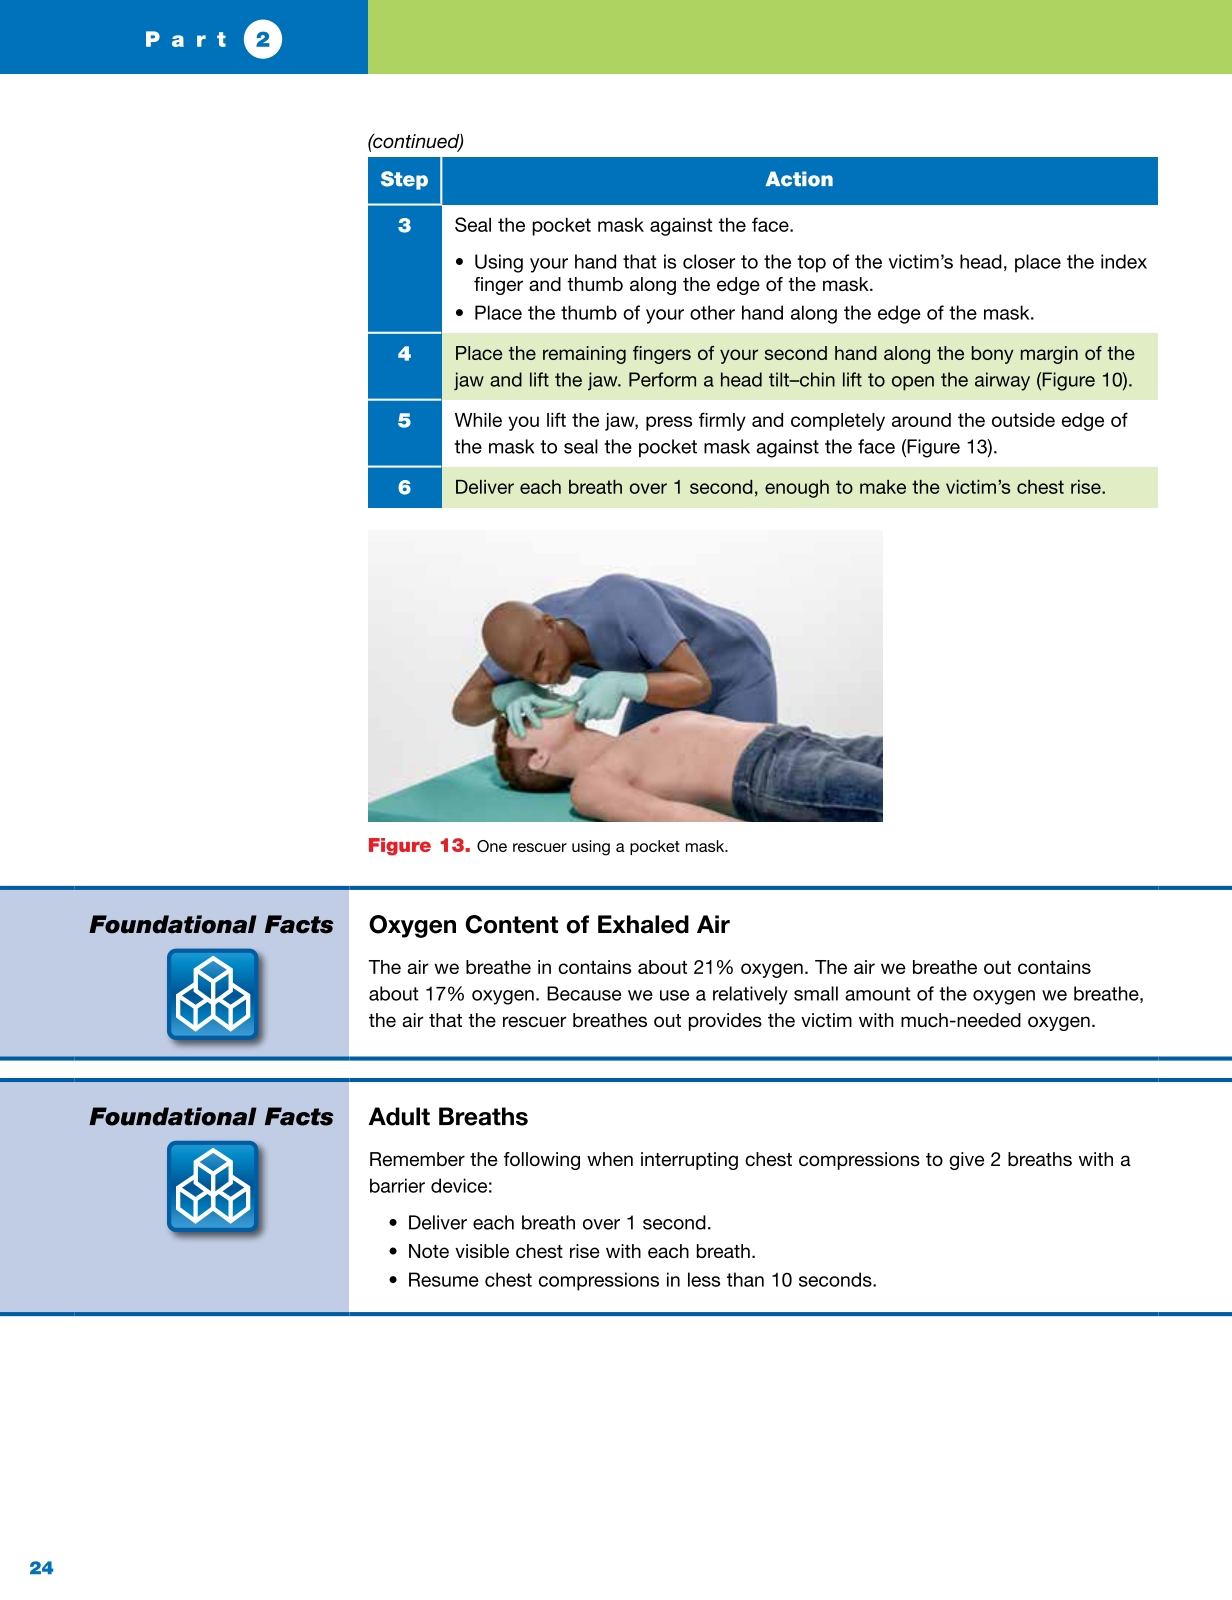 Part 2
(continued)
Step Action
3 Seal the pocket mask against the face.
• Using your hand that is closer to the top of the victim’s head, place the index
finger and thumb along the edge of the mask.
• Place the thumb of your other hand along the edge of the mask.
4 Place the remaining fingers of your second hand along the bony margin of the
jaw and lift the jaw. Perform a head tilt–chin lift to open the airway (Figure 10).
5 While you lift the jaw, press firmly and completely around the outside edge of
the mask to seal the pocket mask against the face (Figure 13).
6 Deliver each breath over 1 second, enough to make the victim’s chest rise.
Figure 13. One rescuer using a pocket mask.
Foundational Facts
Oxygen Content of Exhaled Air
The air we breathe in contains about 21% oxygen. The air we breathe out contains
about 17% oxygen. Because we use a relatively small amount of the oxygen we breathe,
the air that the rescuer breathes out provides the victim with much-needed oxygen.
Foundational Facts
Adult Breaths
Remember the following when interrupting chest compressions to give 2 breaths with a
barrier device:
• Deliver each breath over 1 second.
• Note visible chest rise with each breath.
• Resume chest compressions in less than 10 seconds.
24